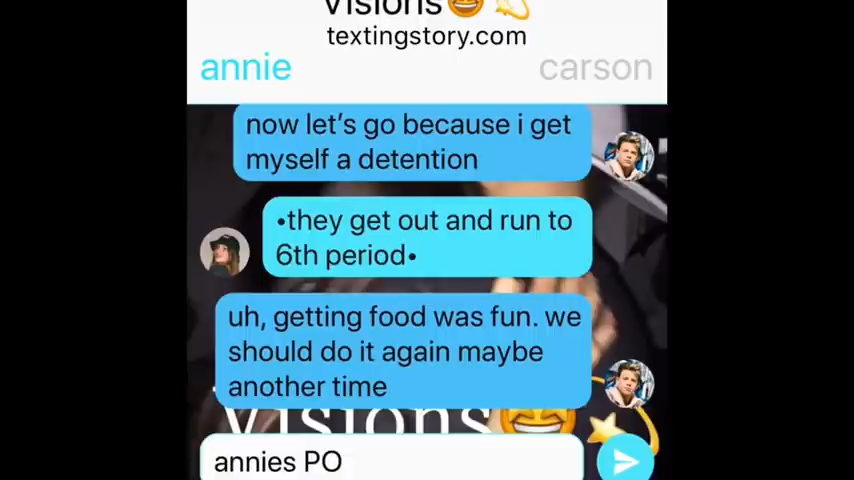 Visions🤩💫
textingstory.com
annie carson
now let's go because i get
myself a detention
•they get out and run to
6th period•
uh, getting food was fun. we
should do it again maybe
another time
Visions🤩💫
annies PO